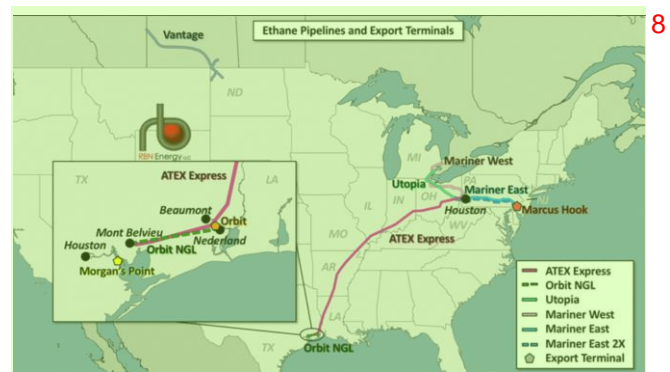 8
Ethane Pipelines and Export Terminals
Vantage
ND
RBN Energy LLC
TX
LA
ATEX Express
Beaumont
Orbit
Mont Belvieu
Nederland
Orbit NGL
Houston
Morgan's Point
MI
Mariner West
Utopia
PA
Mariner East
IL
IN
OH
Houston
Marcus Hook
WV
MO
ATEX Express
AR
LA
TX
Orbit NGL
ATEX Express
Orbit NGL
Utopia
Mariner West
Mariner East
Mariner East 2X
Export Terminal